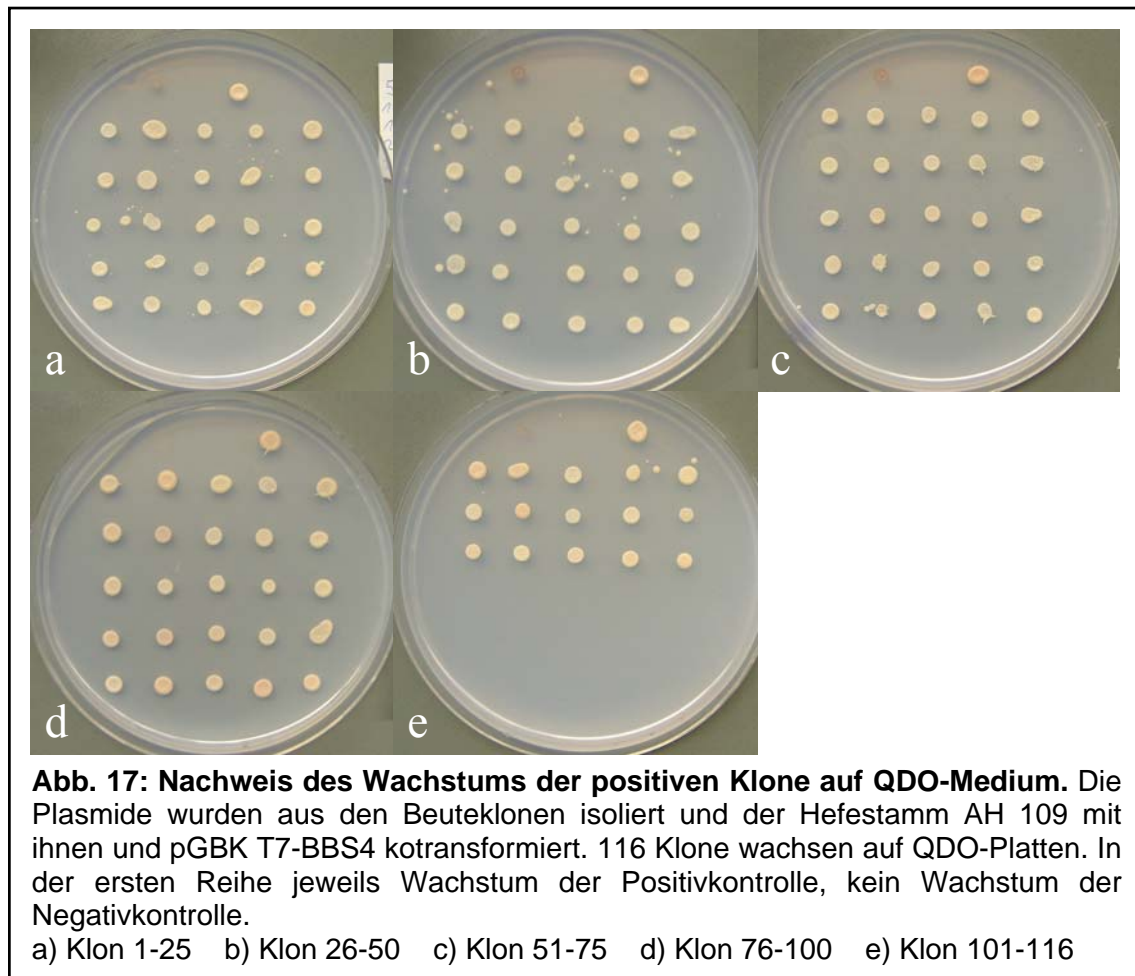 a
b
c
d
e
Abb. 17: Nachweis des Wachstums der positiven Klone auf QDO-Medium. Die
Plasmide wurden aus den Beuteklonen isoliert und der Hefestamm AH 109 mit
ihnen und pGBK T7-BBS4 kotransformiert. 116 Klone wachsen auf QDO-Platten. In
der ersten Reihe jeweils Wachstum der Positivkontrolle, kein Wachstum der
Negativkontrolle.
a) Klon 1-25 b) Klon 26-50 c) Klon 51-75 d) Klon 76-100 e) Klon 101-116